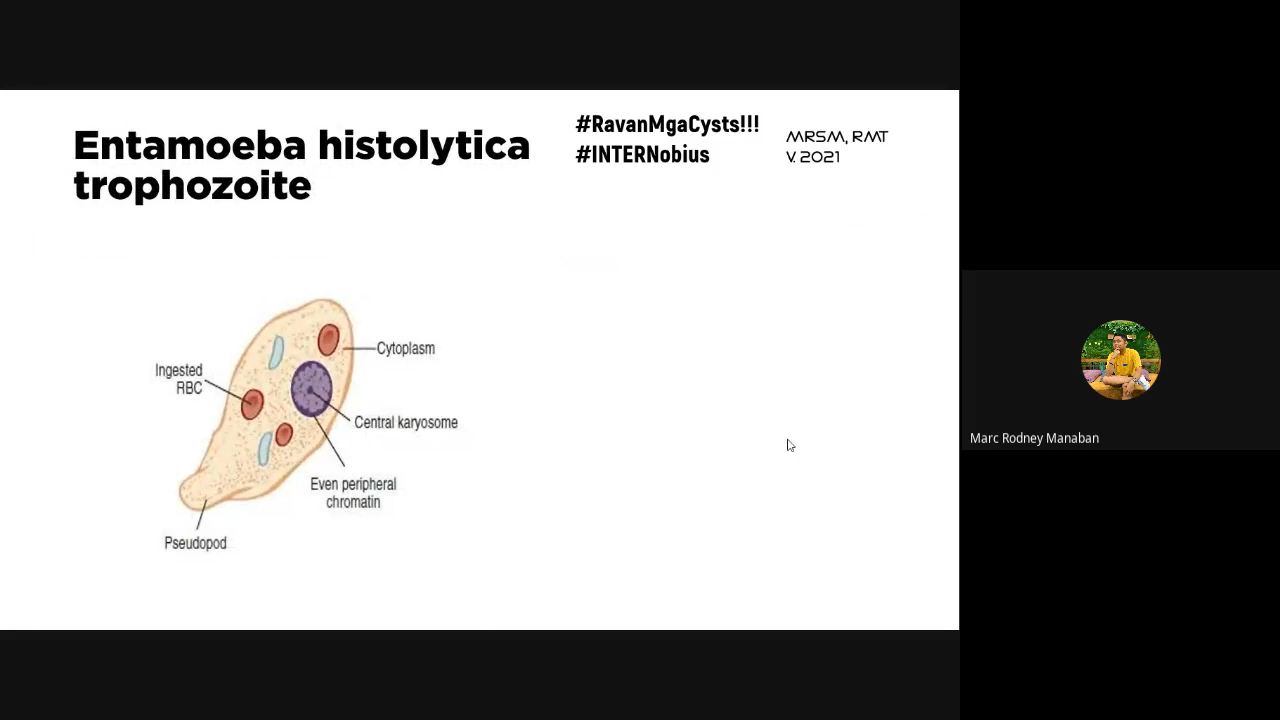 Entamoeba histolytica
trophozoite
#RavanMgaCysts!!!
#INTERNobius
MRSM, RMT
V. 2021
Ingested
RBC
Cytoplasm
Central karyosome
Even peripheral
chromatin
Pseudopod
Marc Rodney Manaban